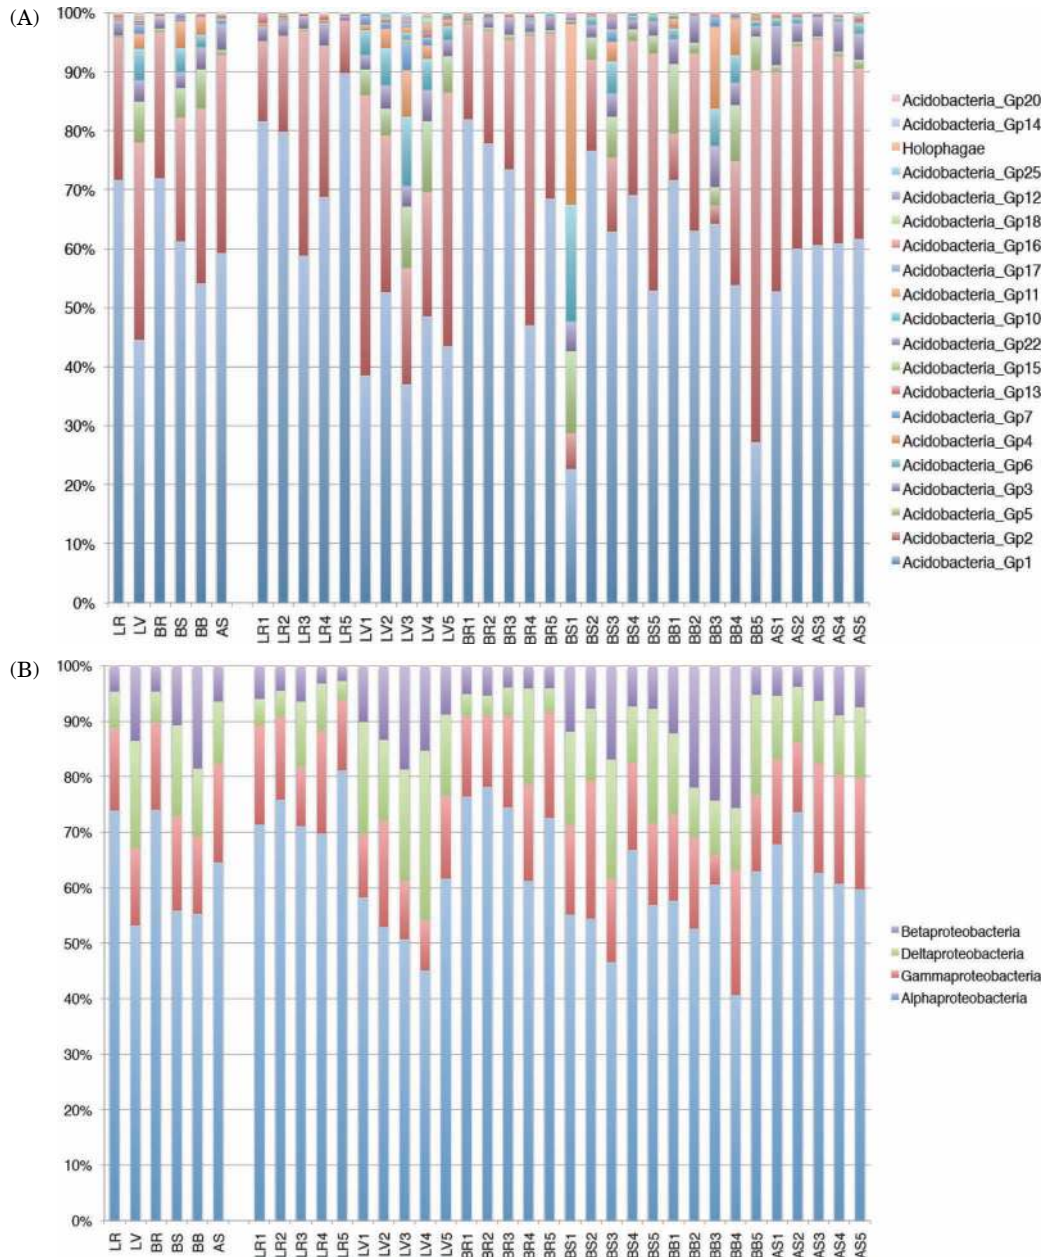 (A)
100%
90%
80%
70%
60%
50%
40%
30%
20%
10%
0%
LR LV BR BS BB AS LR1 LR2 LR3 LR4 LR5 LV1 LV2 LV3 LV4 LV5 BR1 BR2 BR3 BR4 BR5 BS1 BS2 BS3 BS4 BS5 BB1 BB2 BB3 BB4 BB5 AS1 AS2 AS3 AS4 AS5
Acidobacteria_Gp20
Acidobacteria_Gp14
Holophagae
Acidobacteria_Gp25
Acidobacteria_Gp12
Acidobacteria_Gp18
Acidobacteria_Gp16
Acidobacteria_Gp17
Acidobacteria_Gp11
Acidobacteria_Gp10
Acidobacteria_Gp22
Acidobacteria_Gp15
Acidobacteria_Gp13
Acidobacteria_Gp7
Acidobacteria_Gp4
Acidobacteria_Gp6
Acidobacteria_Gp3
Acidobacteria_Gp5
Acidobacteria_Gp2
Acidobacteria_Gp1
(B)
100%
90%
80%
70%
60%
50%
40%
30%
20%
10%
0%
LR LV BR BS BB AS LR1 LR2 LR3 LR4 LR5 LV1 LV2 LV3 LV4 LV5 BR1 BR2 BR3 BR4 BR5 BS1 BS2 BS3 BS4 BS5 BB1 BB2 BB3 BB4 BB5 AS1 AS2 AS3 AS4 AS5
Betaproteobacteria
Deltaproteobacteria
Gammaproteobacteria
Alphaproteobacteria